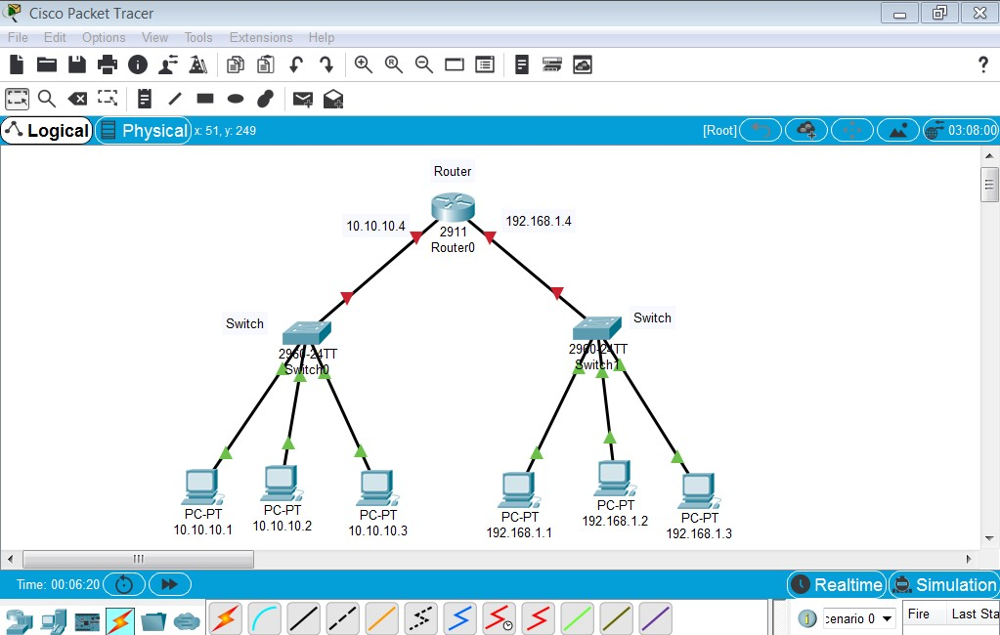 Cisco Packet Tracer
File Edit Options View Tools Extensions Help
Logical Physical x: 51, y: 249 [Root] 03:08:00
Router
10.10.10.4 192.168.1.4
2911
Router0
Switch Switch
2960-24TT 2960-24TT
Switch0 Switch1
PC-PT PC-PT PC-PT PC-PT PC-PT PC-PT
10.10.10.1 10.10.10.2 10.10.10.3 192.168.1.1 192.168.1.2 192.168.1.3
Time: 00:06:20 Realtime Simulation
cenario 0 Fire Last Sta